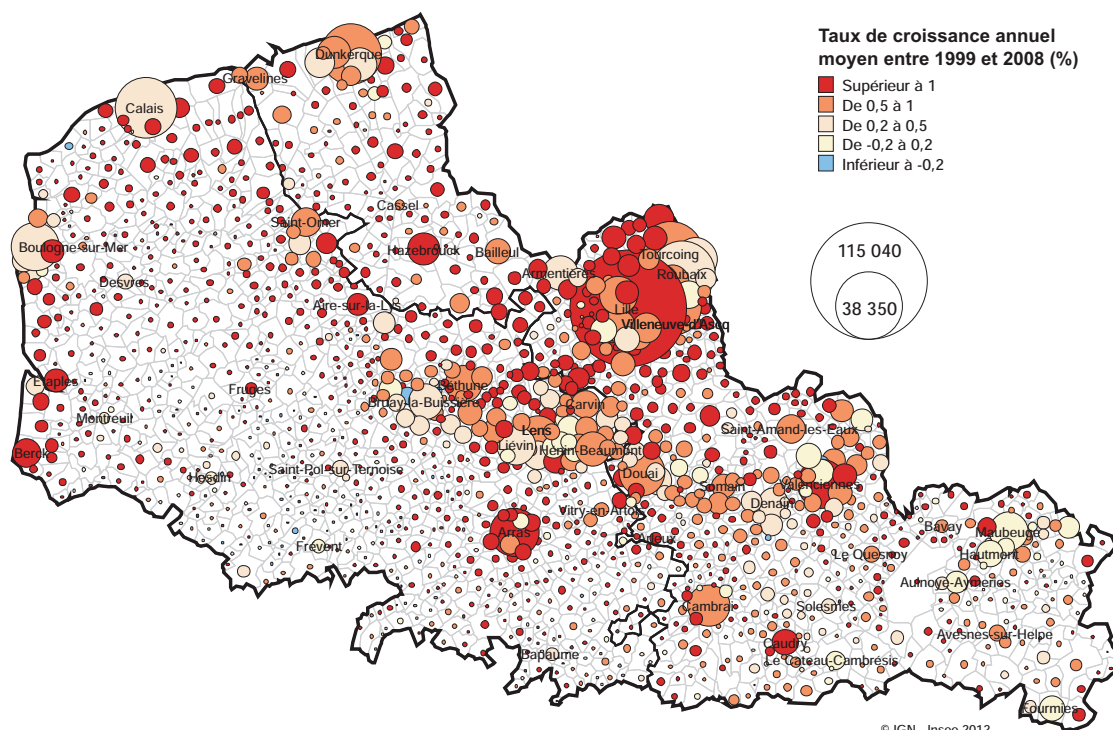 Taux de croissance annuel
moyen entre 1999 et 2008 (%)
Supérieur à 1
De 0,5 à 1
De 0,2 à 0,5
De -0,2 à 0,2
Inférieur à -0,2
115 040
38 350
Dunkerque
Gravelines
Calais
Cassel
Saint-Omer
Hazebrouck
Bailleul
Boulogne-sur-Mer
Desvres
Tourcoing
Armentières
Roubaix
Aire-sur-la-Lys
Lille
Villeneuve-d'Ascq
Etaples
Fruges
Béthune
Bruay-la-Buissière
Carvin
Montreuil
Lens
Saint-Amand-les-Eaux
Liévin
Hénin-Beaumont
Berck
Saint-Pol-sur-Ternoise
Hesdin
Douai
Somain
Valenciennes
Denain
Vitry-en-Artois
Arras
Arleux
Bavay
Maubeuge
Frévent
Le Quesnoy
Hautmont
Aulnoye-Aymeries
Cambrai
Solesmes
Avesnes-sur-Helpe
Caudry
Bapaume
Le Cateau-Cambrésis
Fourmies
© IGN - Insee 2012